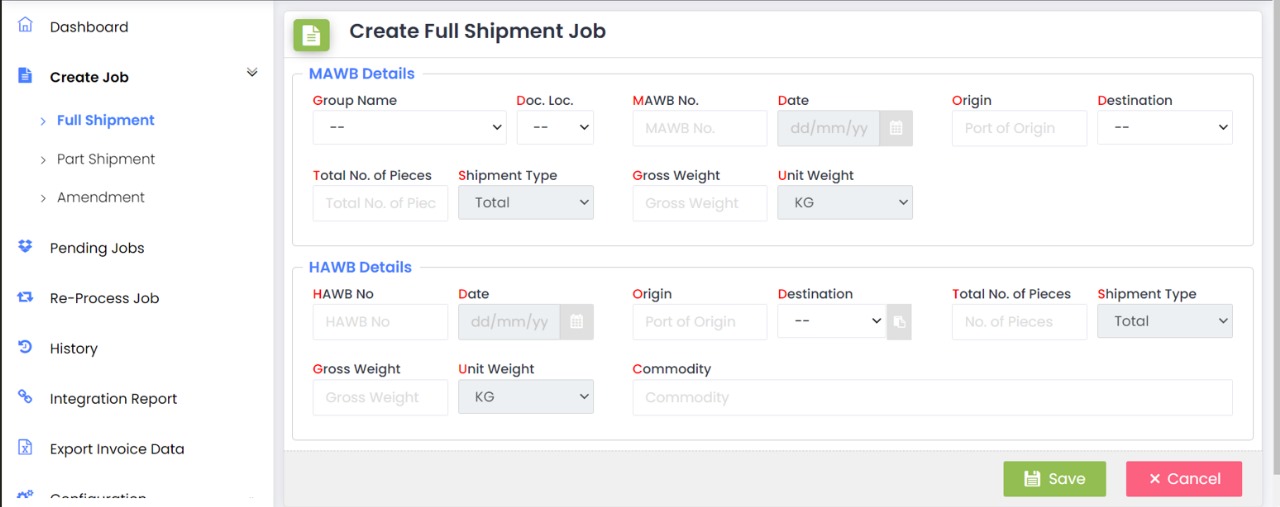 Dashboard
Create Job
Full Shipment
Part Shipment
Amendment
Pending Jobs
Re-Process Job
History
Integration Report
Export Invoice Data
Configuration
Create Full Shipment Job
MAWB Details
Group Name Doc. Loc. MAWB No. Date Origin Destination
-- -- MAWB No. dd/mm/yy Port of Origin --
Total No. of Pieces Shipment Type Gross Weight Unit Weight
Total No. of Piec Total Gross Weight KG
HAWB Details
HAWB No Date Origin Destination Total No. of Pieces Shipment Type
HAWB No dd/mm/yy Port of Origin -- No. of Pieces Total
Gross Weight Unit Weight Commodity
Gross Weight KG Commodity
Save Cancel